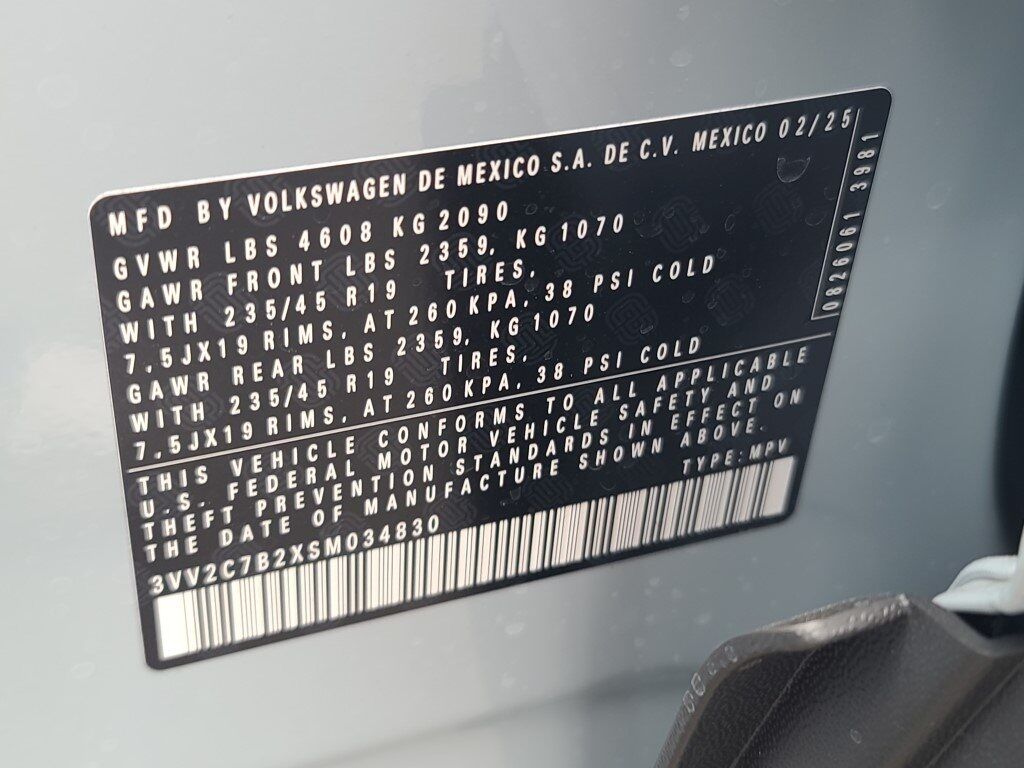 MFD BY VOLKSWAGEN DE MEXICO S.A. DE C.V. MEXICO 02/25
GVWR LBS 4608 KG 2090
GAWR FRONT LBS 2359, KG 1070
WITH 235/45 R19 TIRES,
7,5JX19 RIMS, AT 260 KPA, 38 PSI COLD
GAWR REAR LBS 2359, KG 1070
WITH 235/45 R19 TIRES,
7,5JX19 RIMS, AT 260 KPA, 38 PSI COLD
0826061 3981
THIS VEHICLE CONFORMS TO ALL APPLICABLE
U.S. FEDERAL MOTOR VEHICLE SAFETY AND
THEFT PREVENTION STANDARDS IN EFFECT ON
THE DATE OF MANUFACTURE SHOWN ABOVE.
3VV2C7B2XSM034830 TYPE:MPV